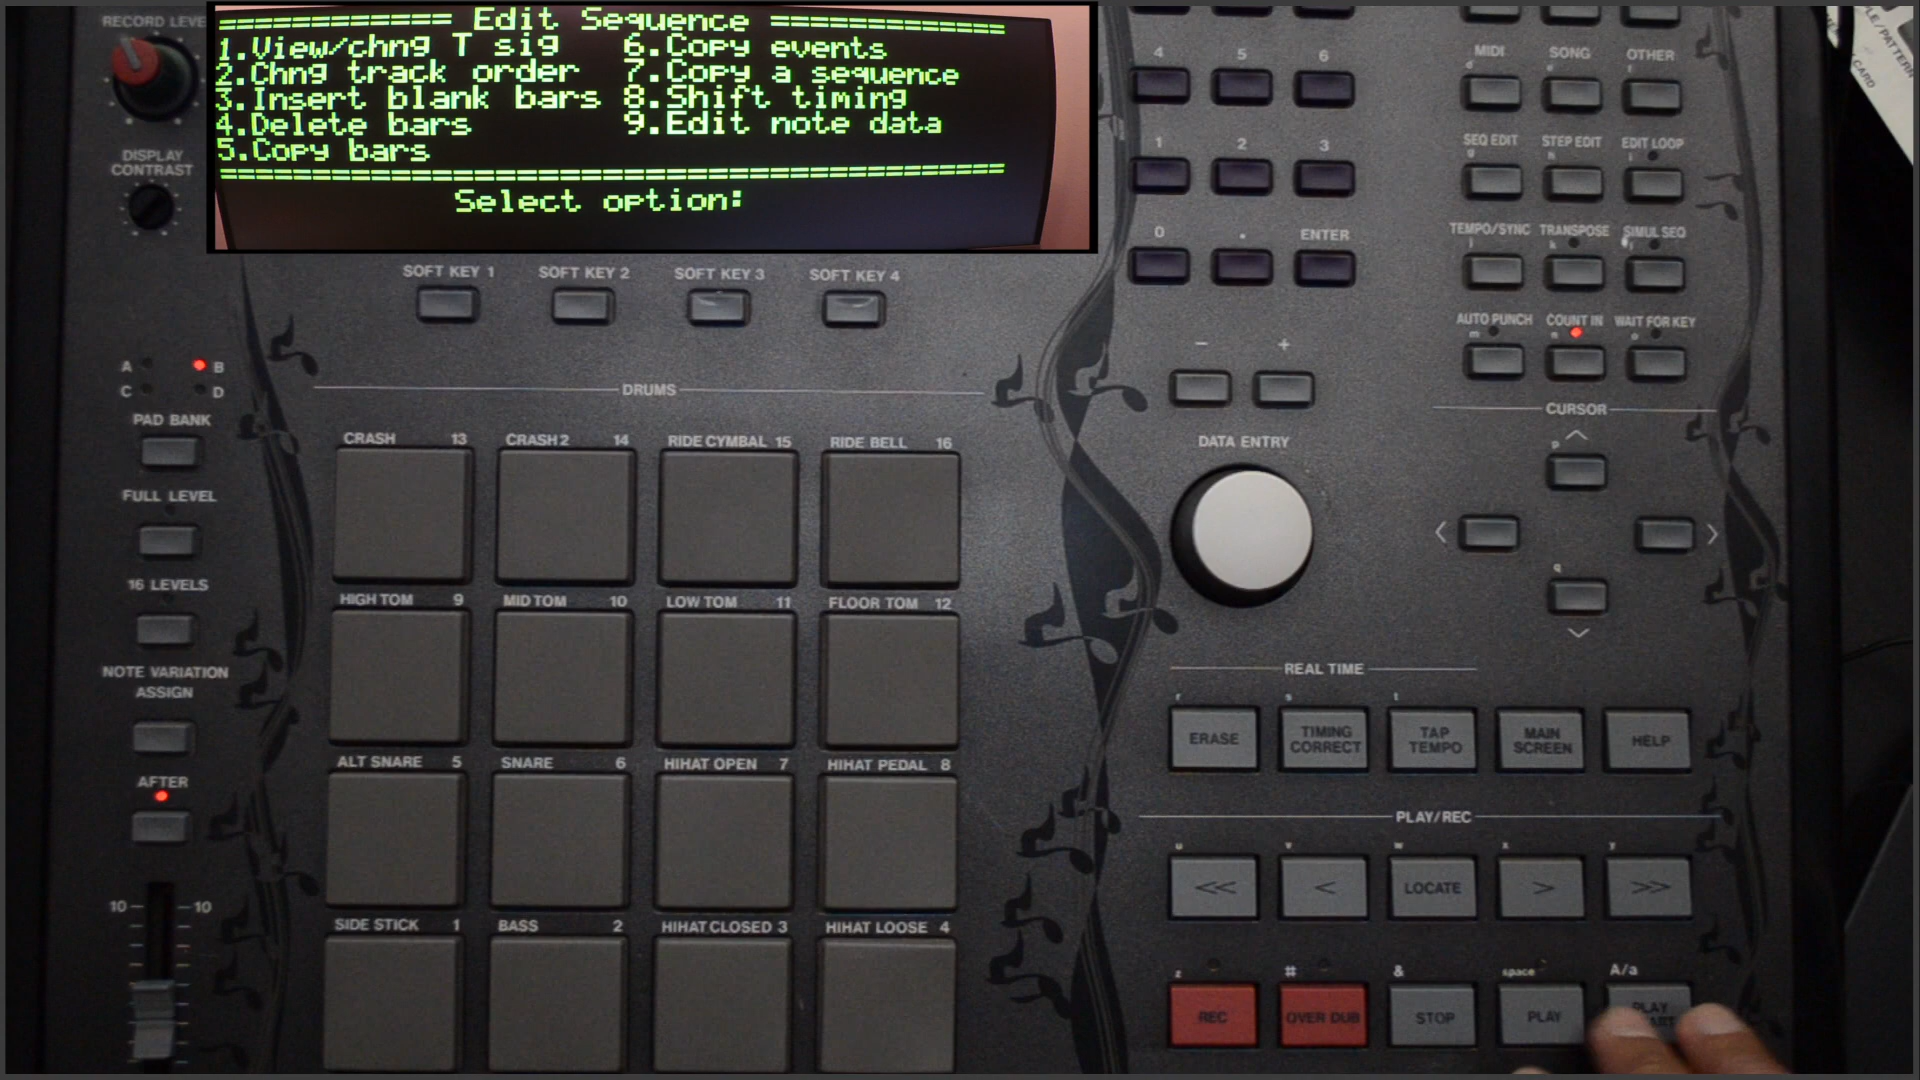 =========== Edit Sequence ===========
1.View/chng T sig 6.Copy events
2.Chng track order 7.Copy a sequence
3.Insert blank bars 8.Shift timing
4.Delete bars 9.Edit note data
5.Copy bars
Select option:
RECORD LEVE
DISPLAY
CONTRAST
SOFT KEY 1 SOFT KEY 2 SOFT KEY 3 SOFT KEY 4
A B
C D
PAD BANK
FULL LEVEL
16 LEVELS
NOTE VARIATION
ASSIGN
AFTER
10 10
DRUMS
CRASH 13 CRASH 2 14 RIDE CYMBAL 15 RIDE BELL 16
HIGH TOM 9 MID TOM 10 LOW TOM 11 FLOOR TOM 12
ALT SNARE 5 SNARE 6 HIHAT OPEN 7 HIHAT PEDAL 8
SIDE STICK 1 BASS 2 HIHAT CLOSED 3 HIHAT LOOSE 4
4 5 6
1 2 3
0 . ENTER
- +
DATA ENTRY
MIDI SONG OTHER
SEQ EDIT STEP EDIT EDIT LOOP
TEMPO/SYNC TRANSPOSE SIMUL SEQ
AUTO PUNCH COUNT IN WAIT FOR KEY
m n o
CURSOR
p
q
REAL TIME
r s t
ERASE TIMING CORRECT TAP TEMPO MAIN SCREEN HELP
PLAY/REC
u v w x y
<< < LOCATE > >>
z # & space A/a
REC OVER DUB STOP PLAY PLAY
CARD